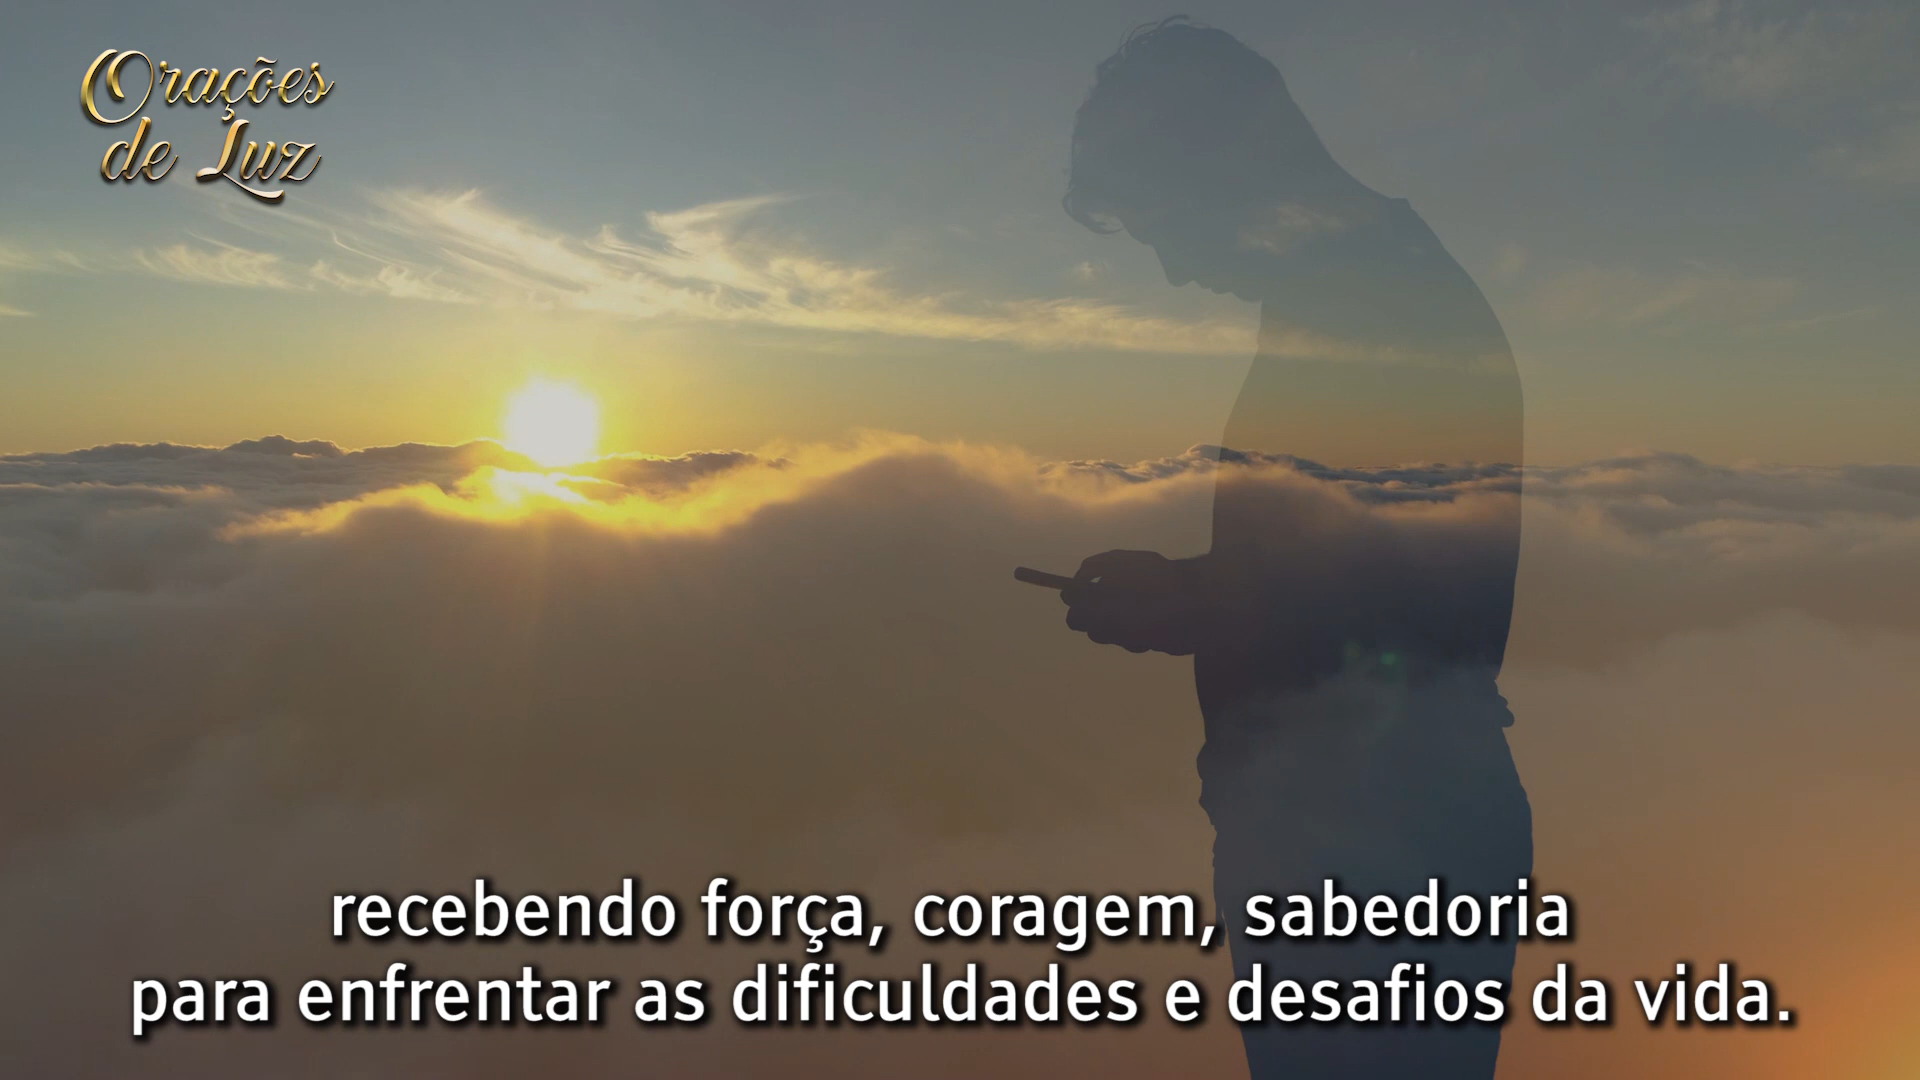 Orações
de Luz
recebendo força, coragem, sabedoria
para enfrentar as dificuldades e desafios da vida.